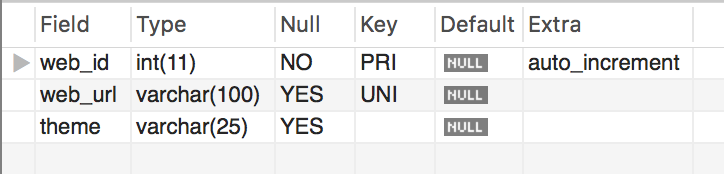 Field Type Null Key Default Extra
web_id int(11) NO PRI NULL auto_increment
web_url varchar(100) YES UNI NULL
theme varchar(25) YES NULL